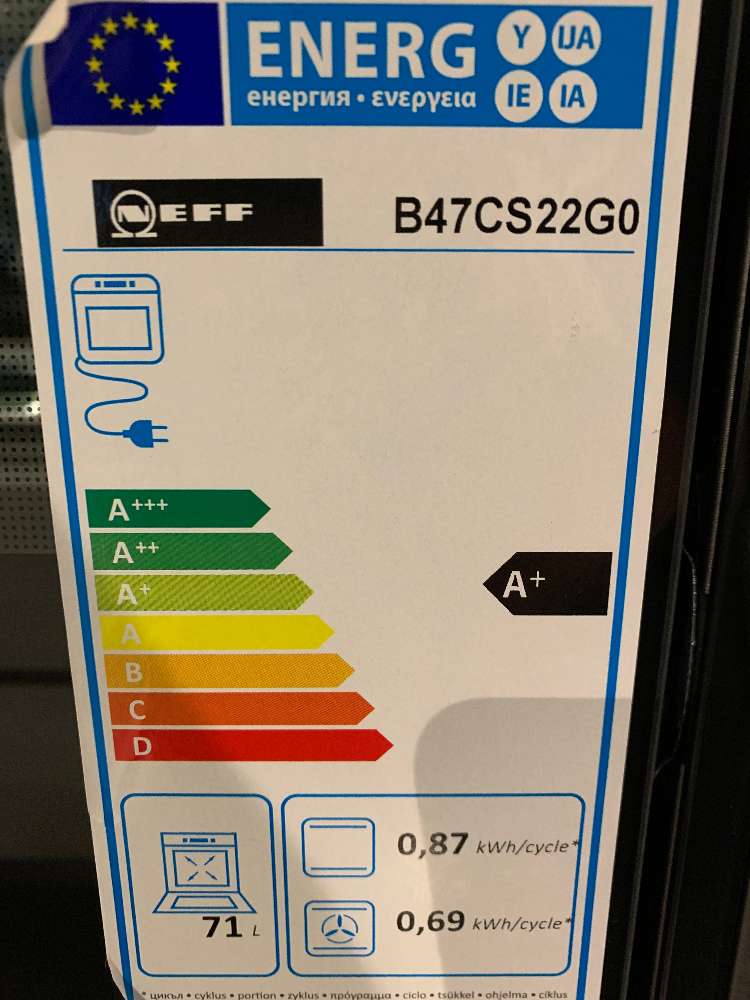 ENERG Y IJA
енергия • ενεργεια IE IA
NEFF B47CS22G0
A+++
A++
A+ A+
A
B
C
D
0,87 kWh/cycle*
71 L 0,69 kWh/cycle*
* цикъл • cyklus • portion • zyklus • πρόγραμμα • ciclo • tsükkel • ohjelma • ciklus